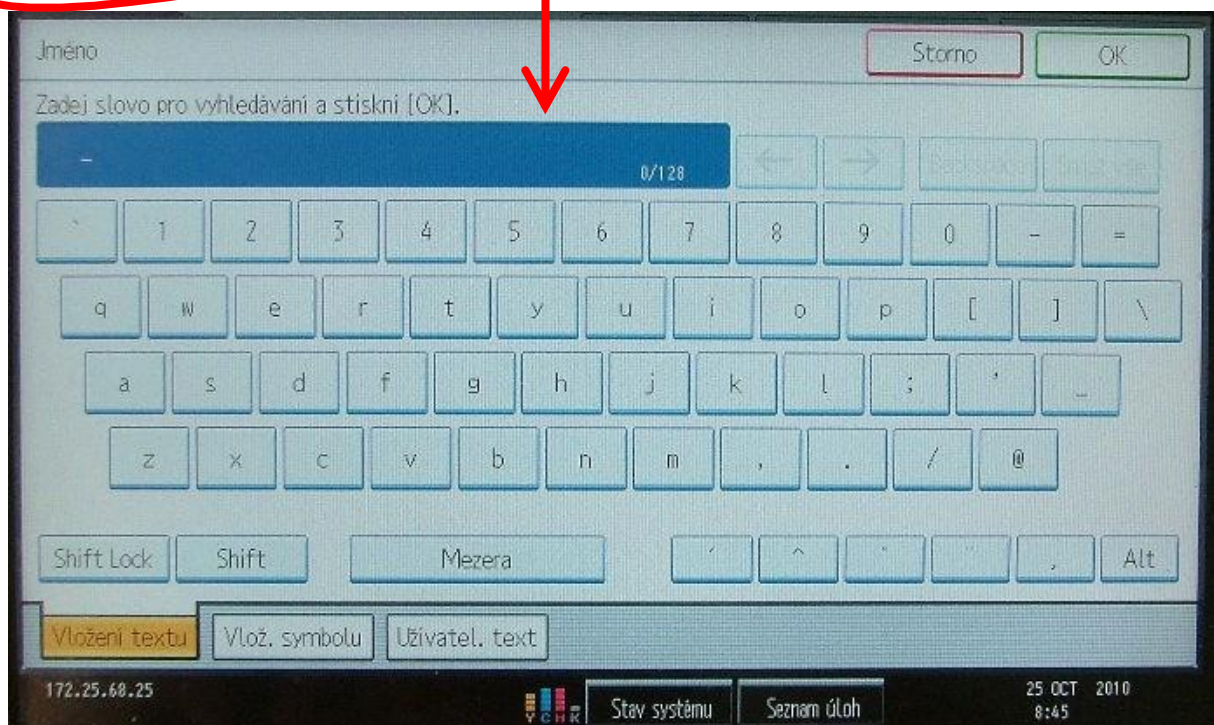 Jméno Storno OK
Zadej slovo pro vyhledávání a stiskni [OK].
_ 0/128 ← →
` 1 2 3 4 5 6 7 8 9 0 - =
q w e r t y u i o p [ ] \
a s d f g h j k l ; ' _
z x c v b n m , . / @
Shift Lock Shift Mezera ´ ^ ¨ , Alt
Vložení textu Vlož. symbolu Uživatel. text
172.25.68.25 Y C M K Stav systému Seznam úloh 25 OCT 2010
8:45